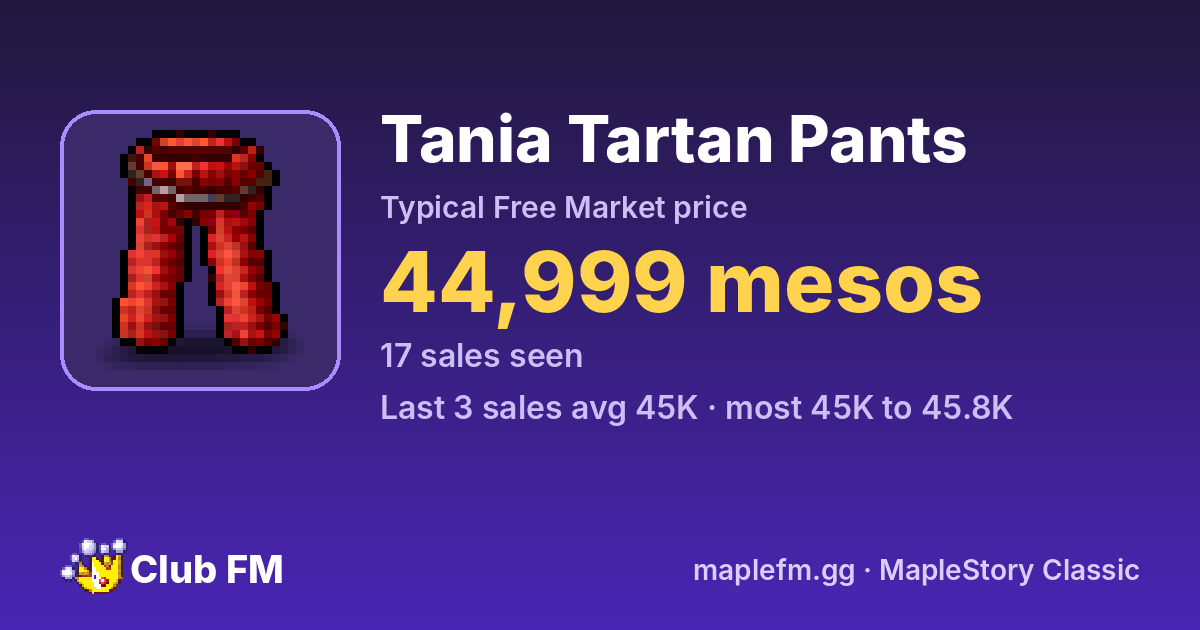 Tania Tartan Pants
Typical Free Market price
44,999 mesos
17 sales seen
Last 3 sales avg 45K · most 45K to 45.8K
Club FM
maplefm.gg · MapleStory Classic